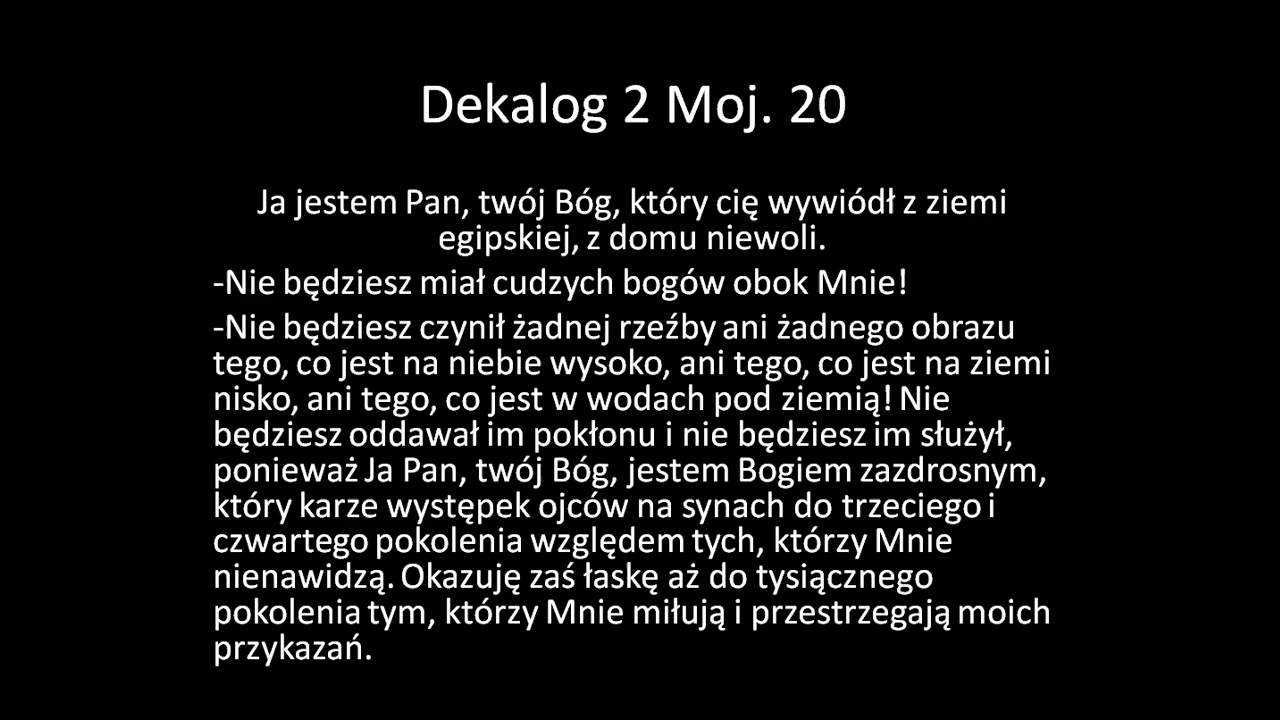 Dekalog 2 Moj. 20
Ja jestem Pan, twój Bóg, który cię wywiódł z ziemi
egipskiej, z domu niewoli.
-Nie będziesz miał cudzych bogów obok Mnie!
-Nie będziesz czynił żadnej rzeźby ani żadnego obrazu
tego, co jest na niebie wysoko, ani tego, co jest na ziemi
nisko, ani tego, co jest w wodach pod ziemią! Nie
będziesz oddawał im pokłonu i nie będziesz im służył,
ponieważ Ja Pan, twój Bóg, jestem Bogiem zazdrosnym,
który karze występek ojców na synach do trzeciego i
czwartego pokolenia względem tych, którzy Mnie
nienawidzą. Okazuję zaś łaskę aż do tysiącznego
pokolenia tym, którzy Mnie miłują i przestrzegają moich
przykazań.